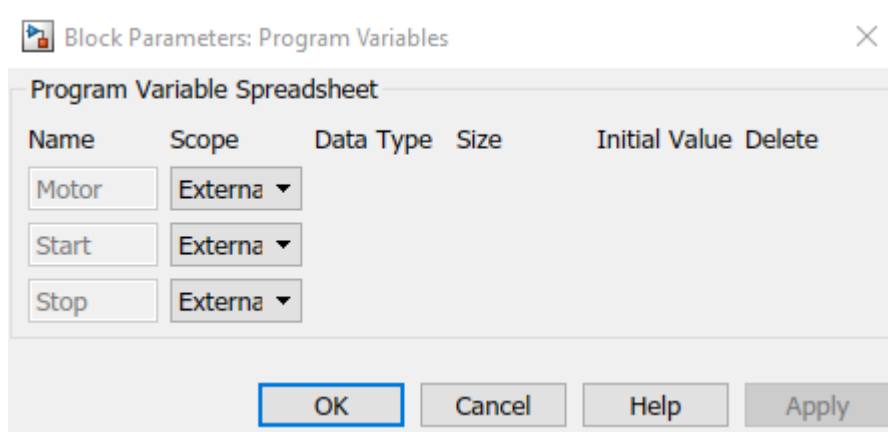 Block Parameters: Program Variables
Program Variable Spreadsheet
Name Scope Data Type Size Initial Value Delete
Motor Externa
Start Externa
Stop Externa
OK Cancel Help Apply